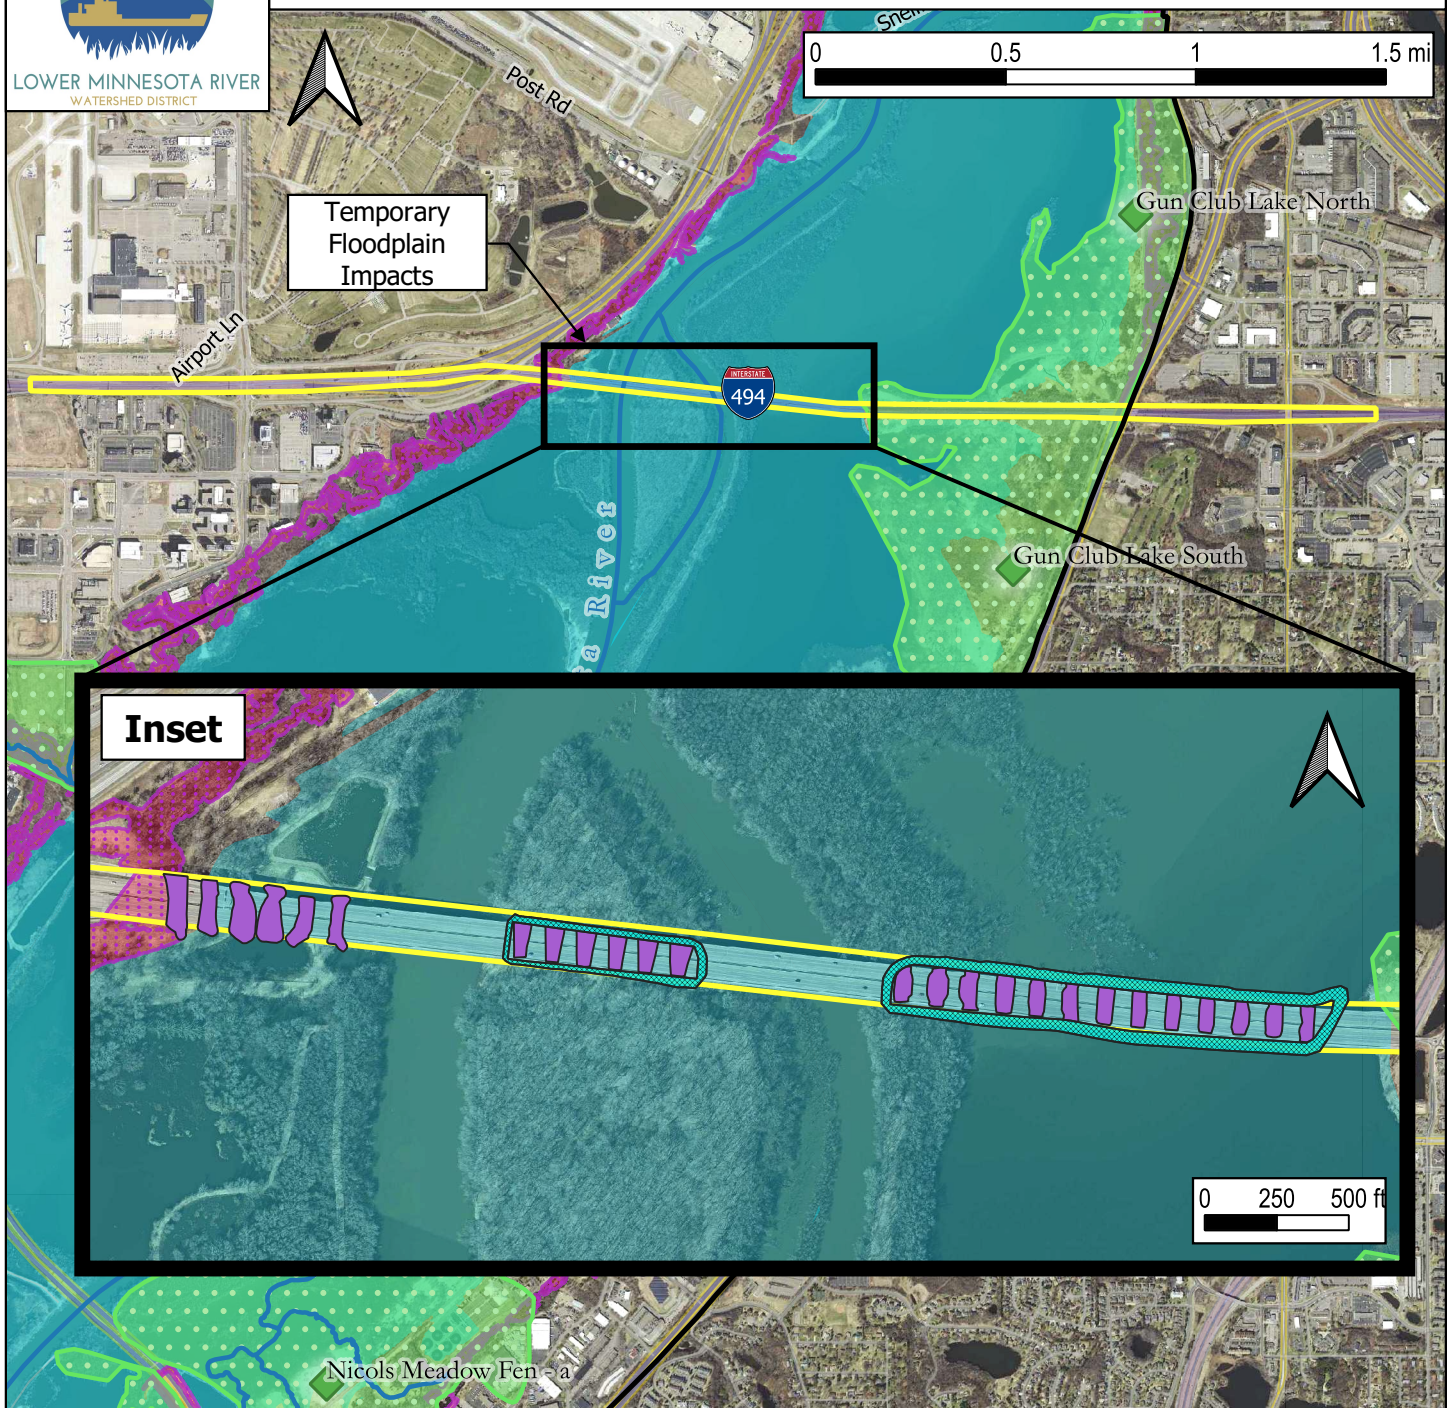 LOWER MINNESOTA RIVER
WATERSHED DISTRICT
0 0.5 1 1.5 mi
Post Rd
Temporary
Floodplain
Impacts
Gun Club Lake North
Airport Ln
INTERSTATE
494
River
Gun Club Lake South
Inset
0 250 500 ft
Nicols Meadow Fen - a